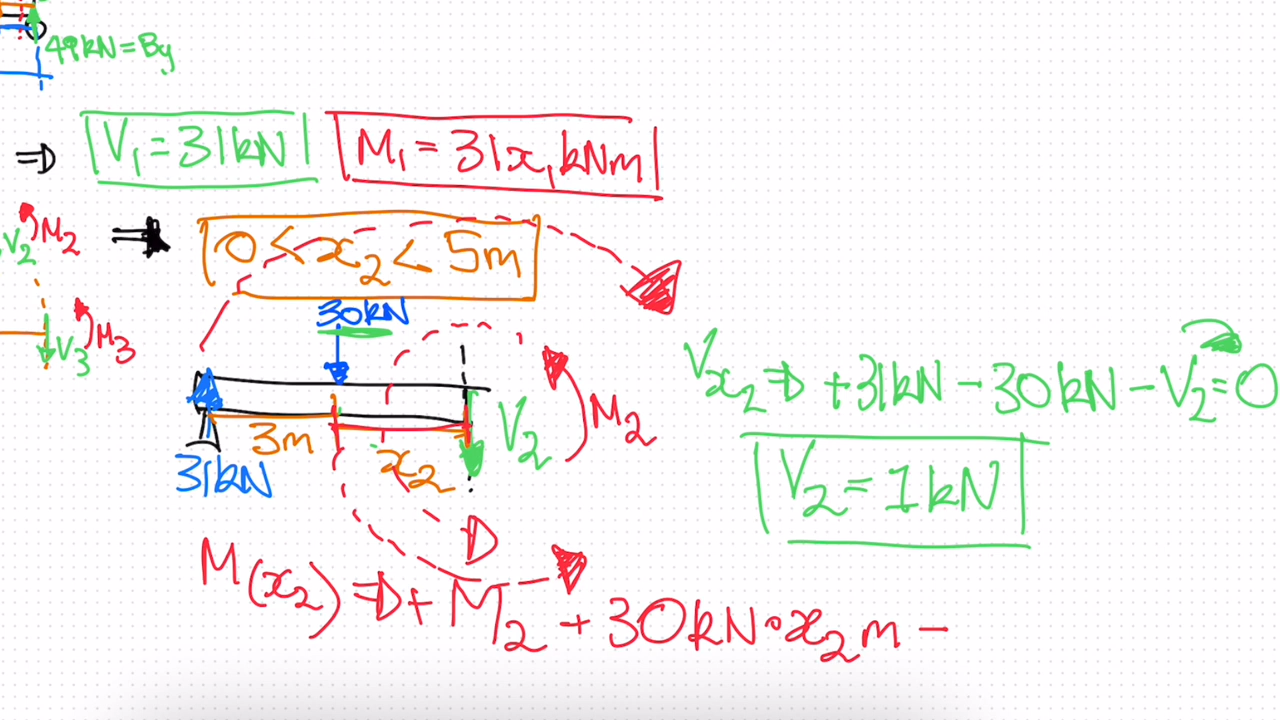 49kN = By
⇒ V₁ = 31kN M₁ = 31x₁ kNm
V₂ M₂ ⇒ 0 < x₂ < 5m
30kN
V₃ M₃
Vx₂ ⇒ +31kN − 30kN − V₂ = 0
3m x₂ V₂ M₂
31kN
V₂ = 1kN
M(x₂) ⇒ + M₂ + 30kN·x₂m −